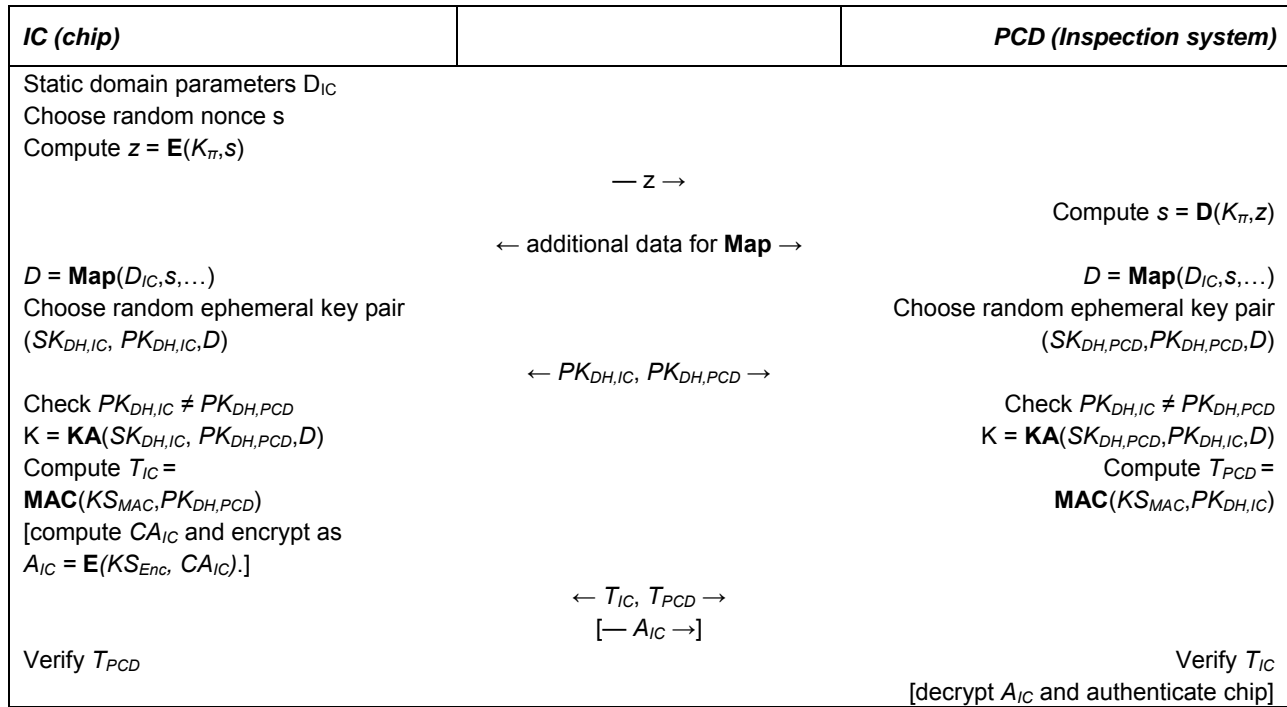 IC (chip) PCD (Inspection system)
Static domain parameters D_IC
Choose random nonce s
Compute z = E(K_π,s)
— z →
Compute s = D(K_π,z)
← additional data for Map →
D = Map(D_IC,s,…) D = Map(D_IC,s,…)
Choose random ephemeral key pair Choose random ephemeral key pair
(SK_DH,IC, PK_DH,IC,D) (SK_DH,PCD,PK_DH,PCD,D)
← PK_DH,IC, PK_DH,PCD →
Check PK_DH,IC ≠ PK_DH,PCD Check PK_DH,IC ≠ PK_DH,PCD
K = KA(SK_DH,IC, PK_DH,PCD,D) K = KA(SK_DH,PCD,PK_DH,IC,D)
Compute T_IC = Compute T_PCD =
MAC(KS_MAC,PK_DH,PCD) MAC(KS_MAC,PK_DH,IC)
[compute CA_IC and encrypt as
A_IC = E(KS_Enc, CA_IC).]
← T_IC, T_PCD →
[— A_IC →]
Verify T_PCD Verify T_IC
[decrypt A_IC and authenticate chip]